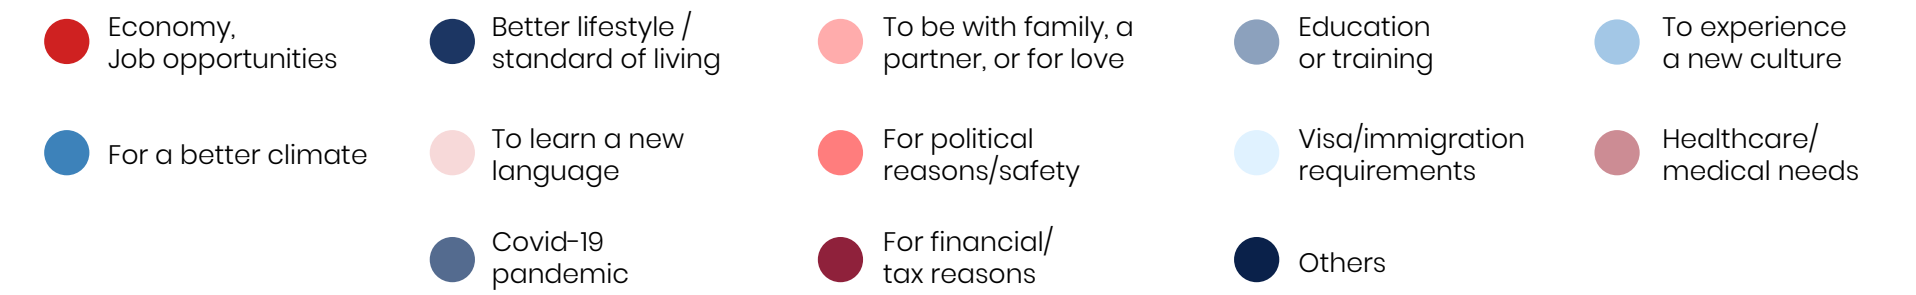 Economy,
Job opportunities
Better lifestyle /
standard of living
To be with family, a
partner, or for love
Education
or training
To experience
a new culture
For a better climate
To learn a new
language
For political
reasons/safety
Visa/immigration
requirements
Healthcare/
medical needs
Covid-19
pandemic
For financial/
tax reasons
Others